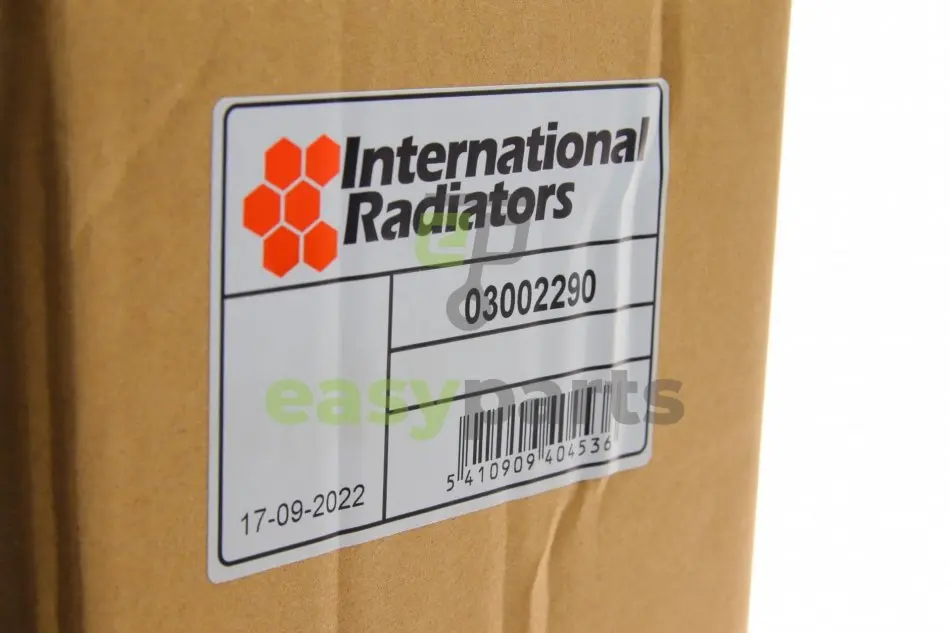 International
Radiators
03002290
easyparts
5 410909 404536
17-09-2022